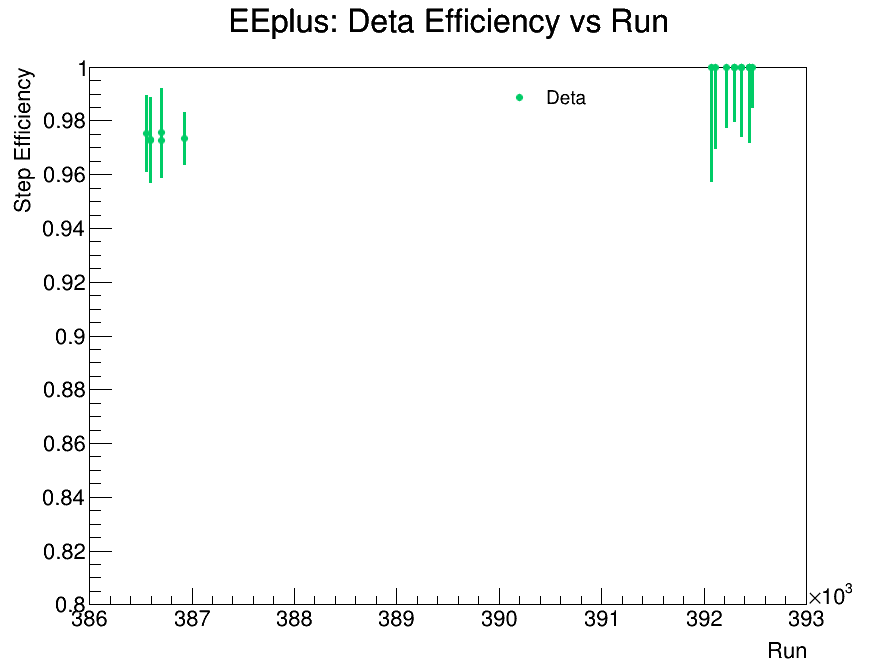 EEplus: Deta Efficiency vs Run
Step Efficiency
1
0.98
0.96
0.94
0.92
0.9
0.88
0.86
0.84
0.82
0.8
Deta
386 387 388 389 390 391 392 393
×10³
Run